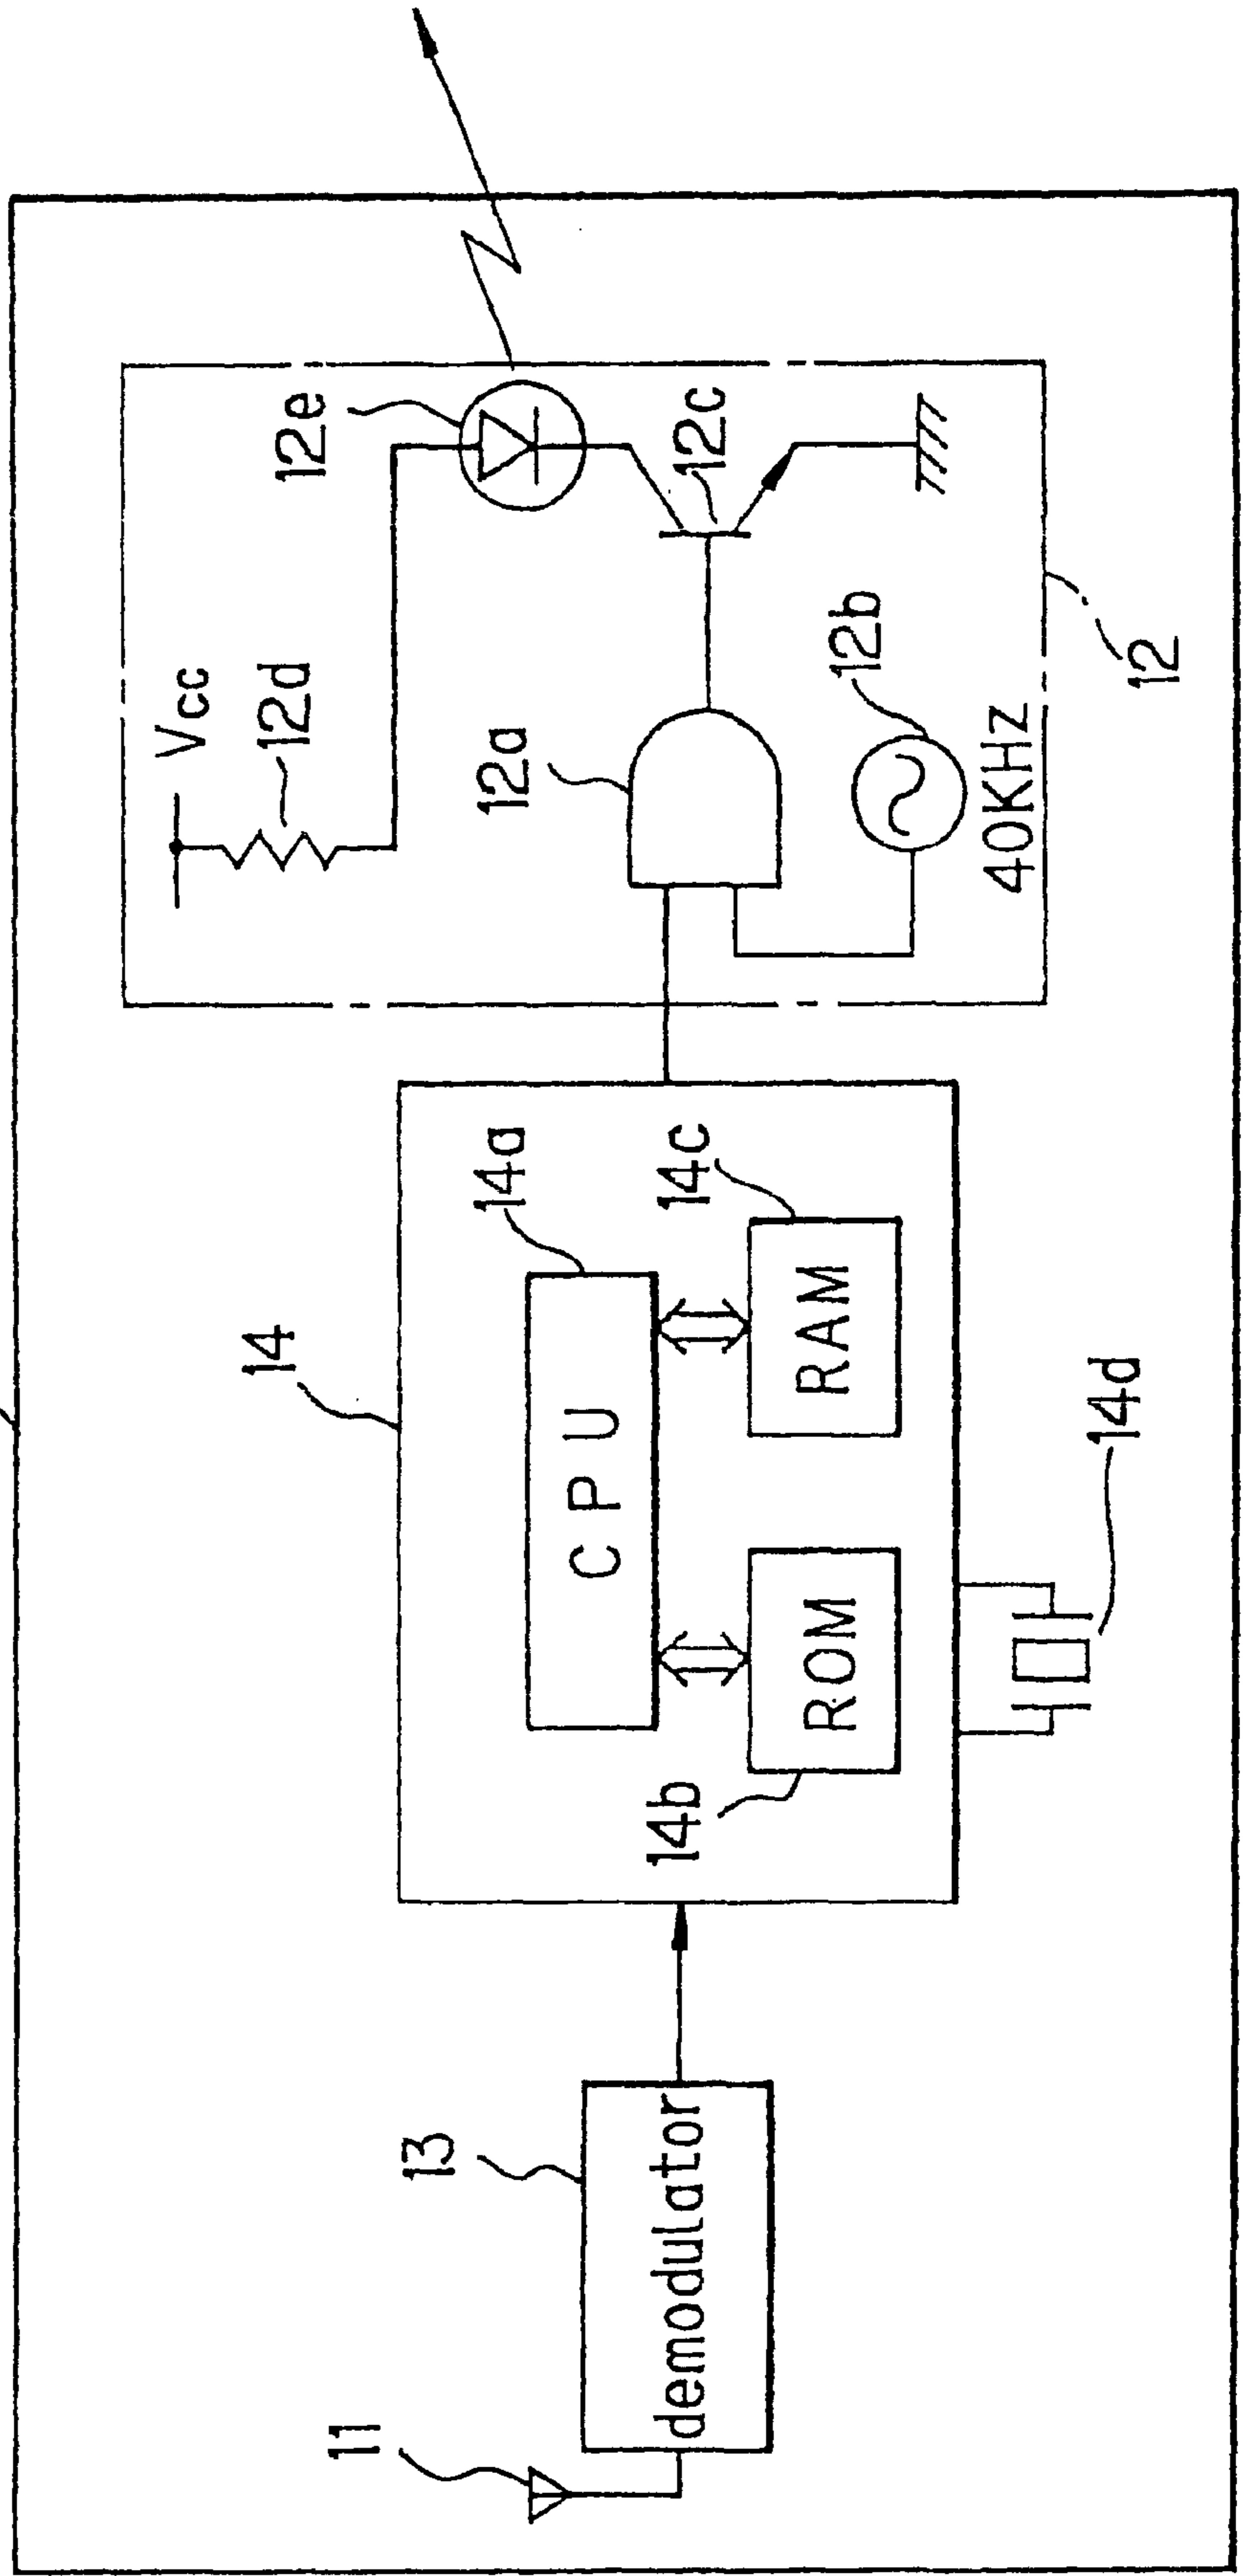 11
13
demodulator
14
14a
CPU
14b
ROM
14c
RAM
14d
Vcc
12d
12e
12a
12c
12b
40KHz
12